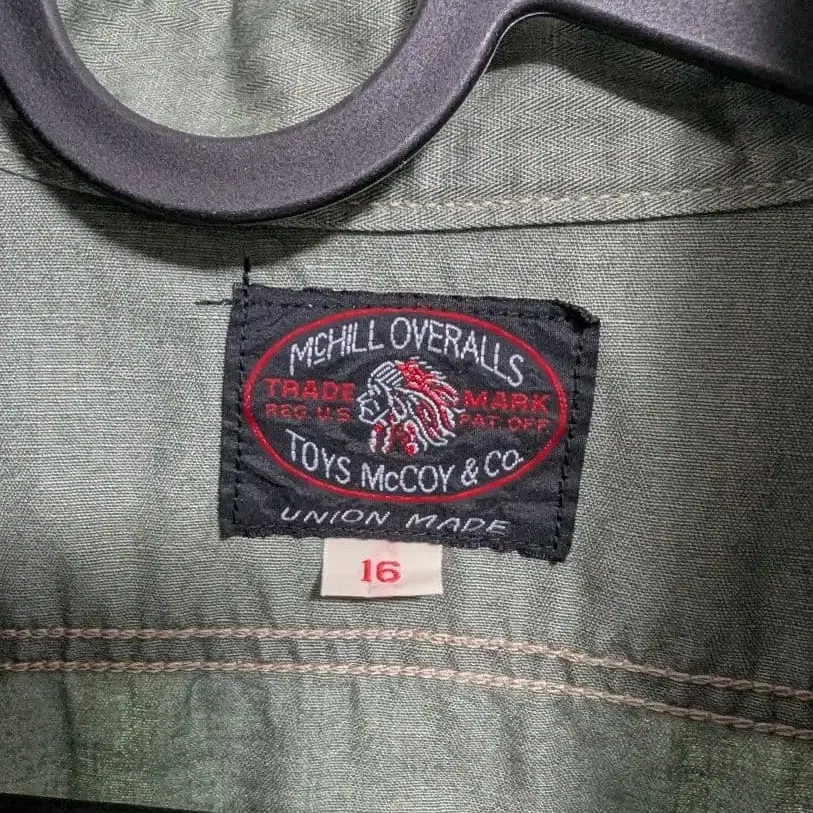 McHILL OVERALLS
TRADE MARK
REG. U.S. PAT. OFF
TOYS McCOY & CO.
UNION MADE
16